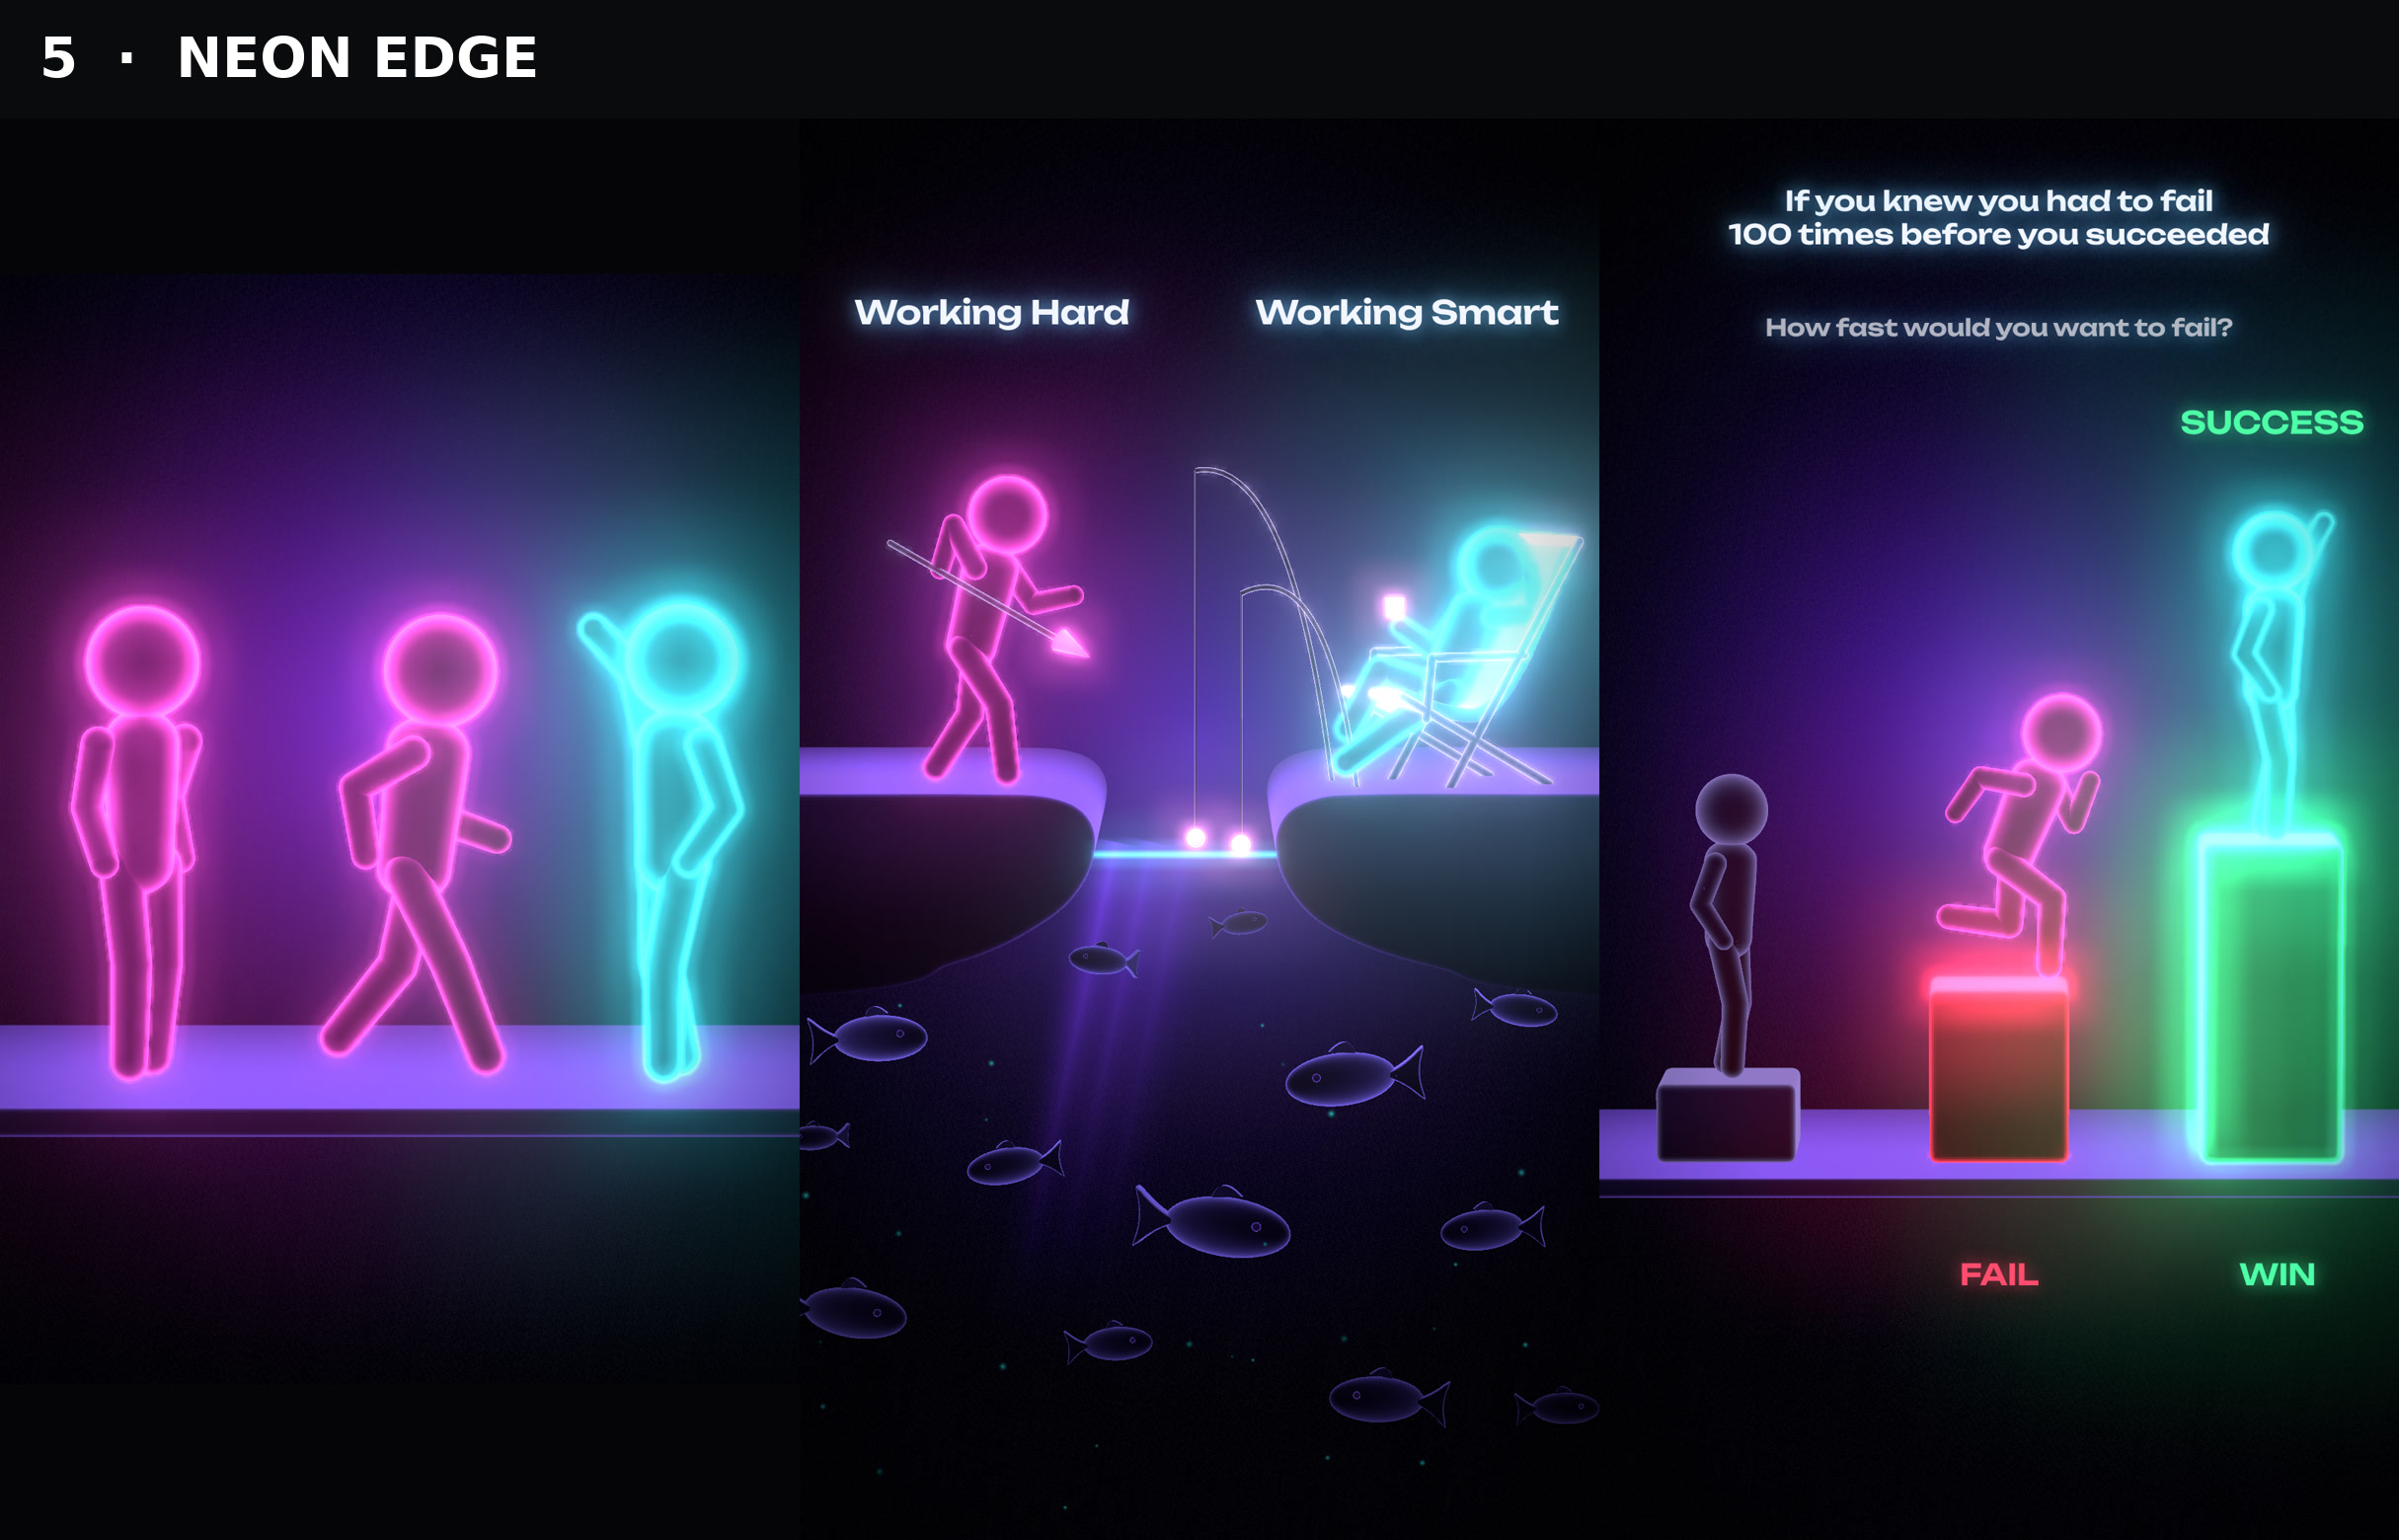 5 · NEON EDGE
Working Hard
Working Smart
If you knew you had to fail
100 times before you succeeded
How fast would you want to fail?
SUCCESS
FAIL
WIN